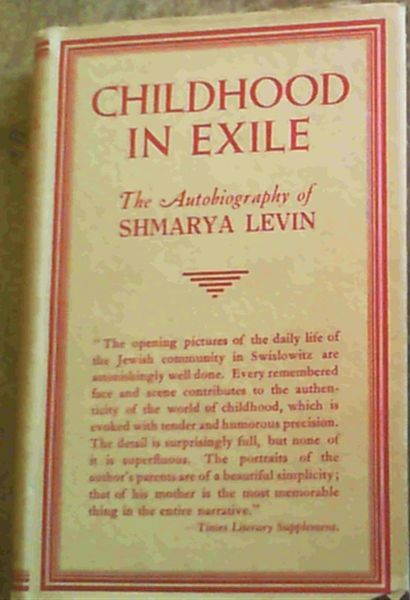 CHILDHOOD
IN EXILE
The Autobiography of
SHMARYA LEVIN
"The opening pictures of the daily life of
the Jewish community in Swislowitz are
astonishingly well done. Every remembered
face and scene contributes to the authen-
ticity of the world of childhood, which is
evoked with tender and humorous precision.
The detail is surprisingly full, but none of
it is superfluous. The portraits of the
author's parents are of a beautiful simplicity;
that of his mother is the most memorable
thing in the entire narrative."
Times Literary Supplement.